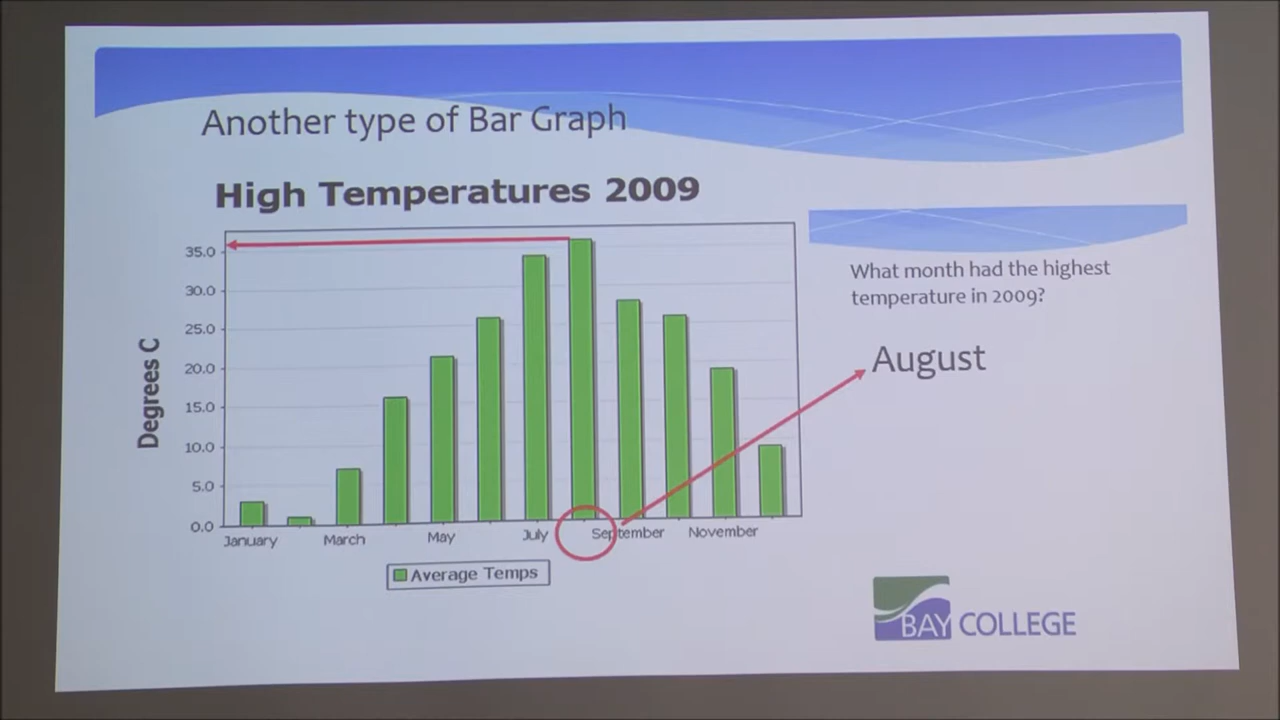 Another type of Bar Graph
High Temperatures 2009
What month had the highest
temperature in 2009?
August
Degrees C
35.0
30.0
25.0
20.0
15.0
10.0
5.0
0.0
January March May July September November
Average Temps
BAY COLLEGE